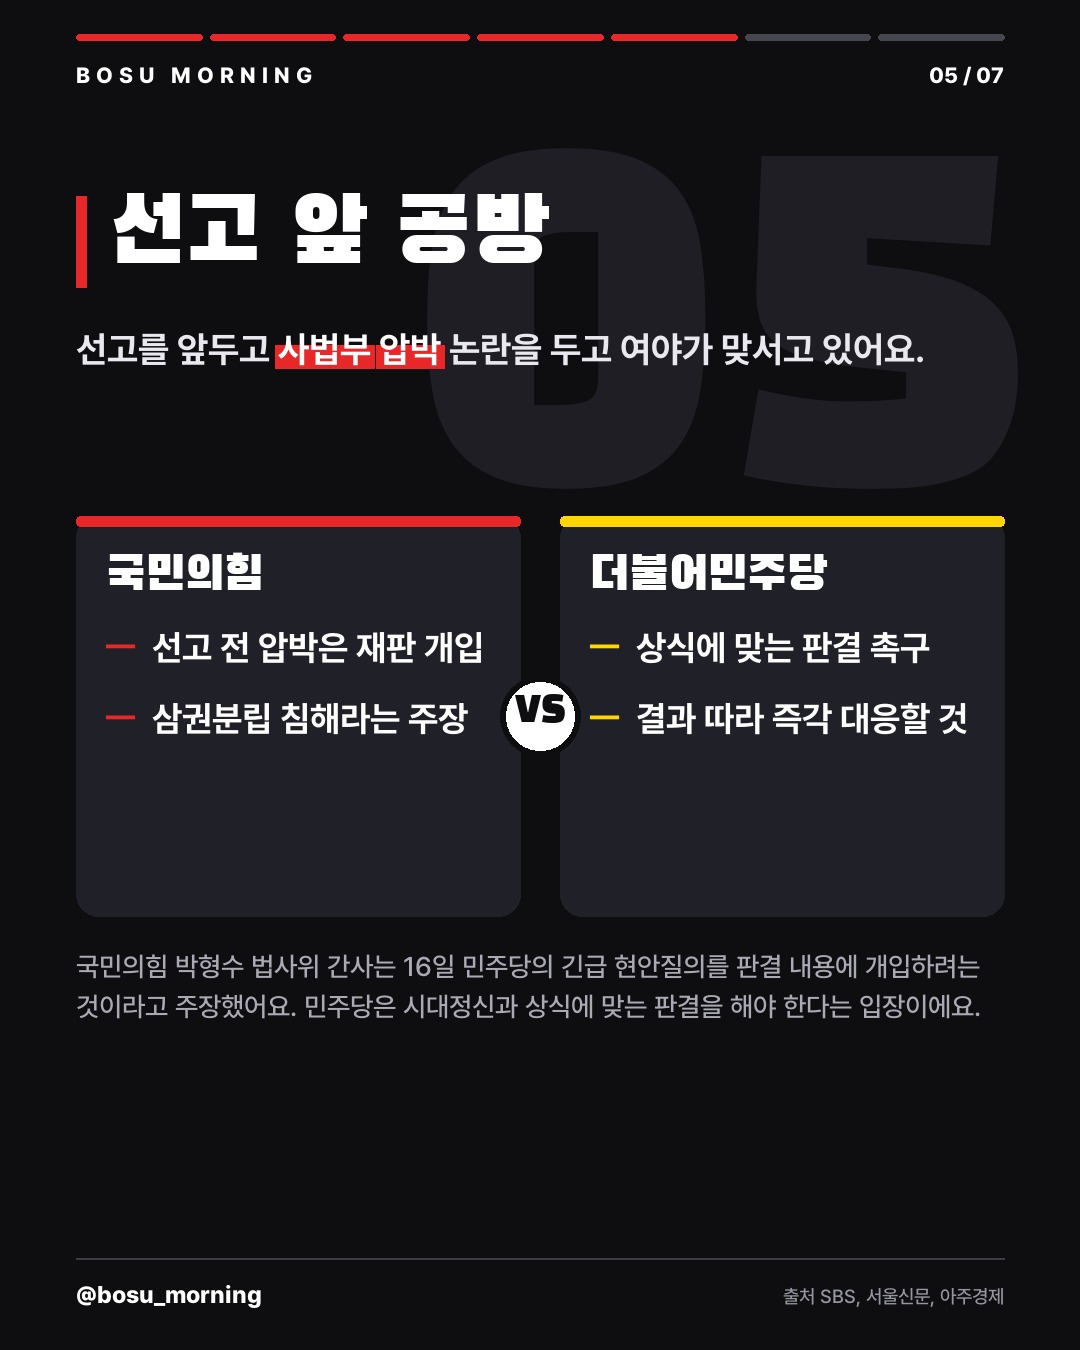 BOSU MORNING
05 / 07
05
선고 앞 공방
선고를 앞두고 사법부 압박 논란을 두고 여야가 맞서고 있어요.
국민의힘
선고 전 압박은 재판 개입
삼권분립 침해라는 주장
VS
더불어민주당
상식에 맞는 판결 촉구
결과 따라 즉각 대응할 것
국민의힘 박형수 법사위 간사는 16일 민주당의 긴급 현안질의를 판결 내용에 개입하려는
것이라고 주장했어요. 민주당은 시대정신과 상식에 맞는 판결을 해야 한다는 입장이에요.
@bosu_morning
출처 SBS, 서울신문, 아주경제